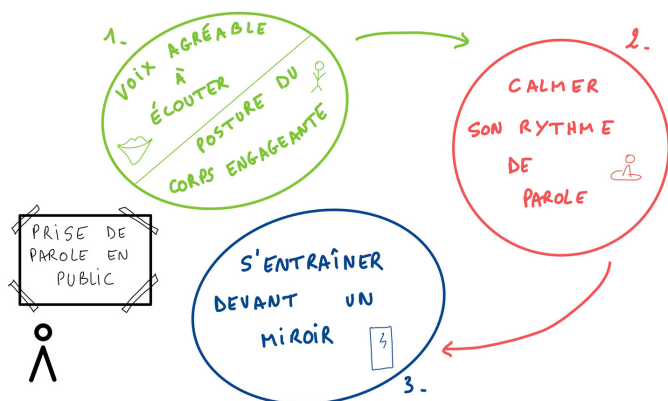 1.
VOIX AGRÉABLE
À
ÉCOUTER
POSTURE DU
CORPS ENGAGEANTE
2.
CALMER
SON RYTHME
DE
PAROLE
PRISE DE
PAROLE EN
PUBLIC
S'ENTRAÎNER
DEVANT UN
MIROIR
3.